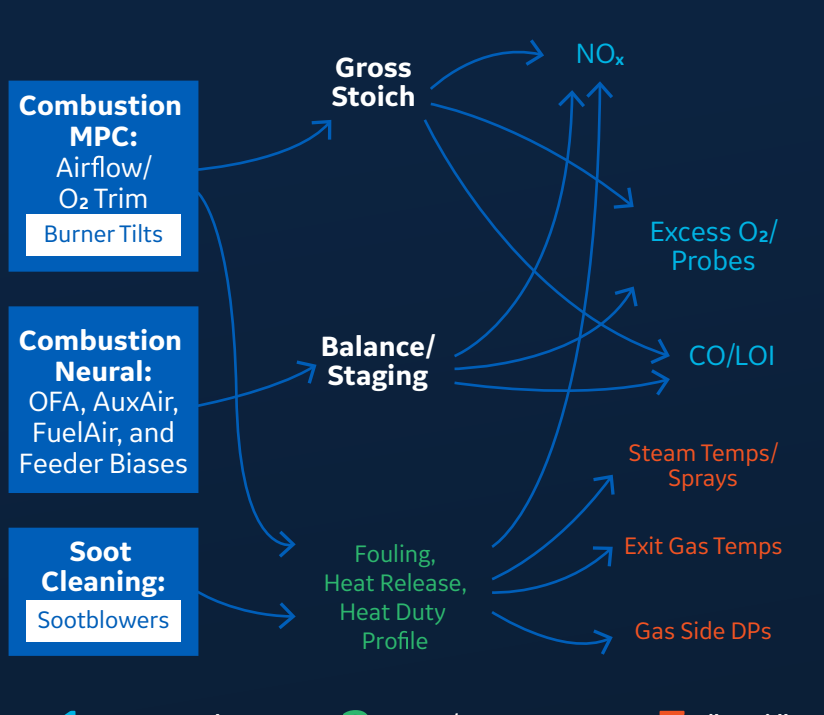 Combustion
MPC:
Airflow/
O₂ Trim
Burner Tilts
Combustion
Neural:
OFA, AuxAir,
FuelAir, and
Feeder Biases
Soot
Cleaning:
Sootblowers
Gross
Stoich
Balance/
Staging
Fouling,
Heat Release,
Heat Duty
Profile
NOₓ
Excess O₂/
Probes
CO/LOI
Steam Temps/
Sprays
Exit Gas Temps
Gas Side DPs